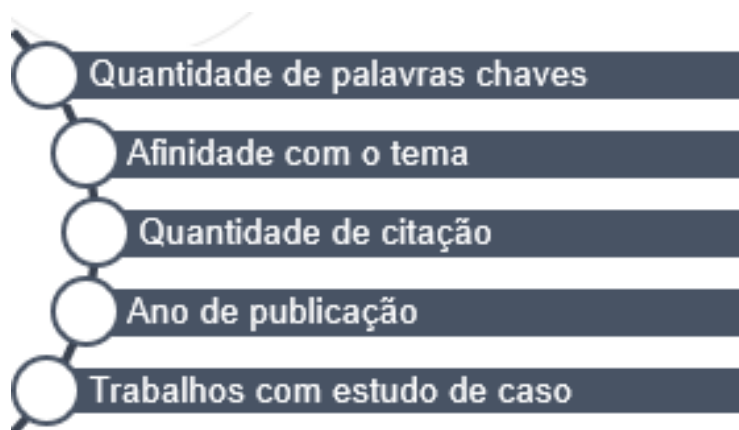 Quantidade de palavras chaves
Afinidade com o tema
Quantidade de citação
Ano de publicação
Trabalhos com estudo de caso